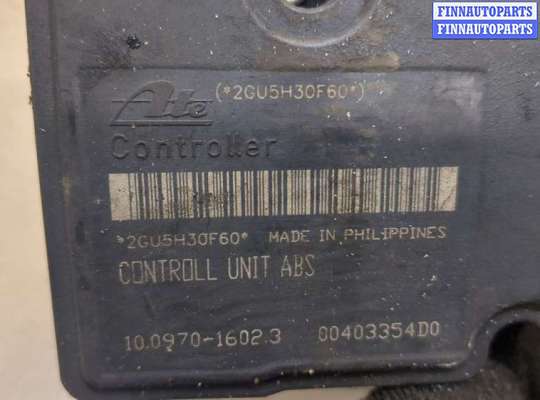 FINNAUTOPARTS
FINNAUTOPARTS
(*2GU5H30F60*)
Ate
Controller
*2GU5H30F60* MADE IN PHILIPPINES
CONTROLL UNIT ABS
10.0970-1602.3 00403354D0